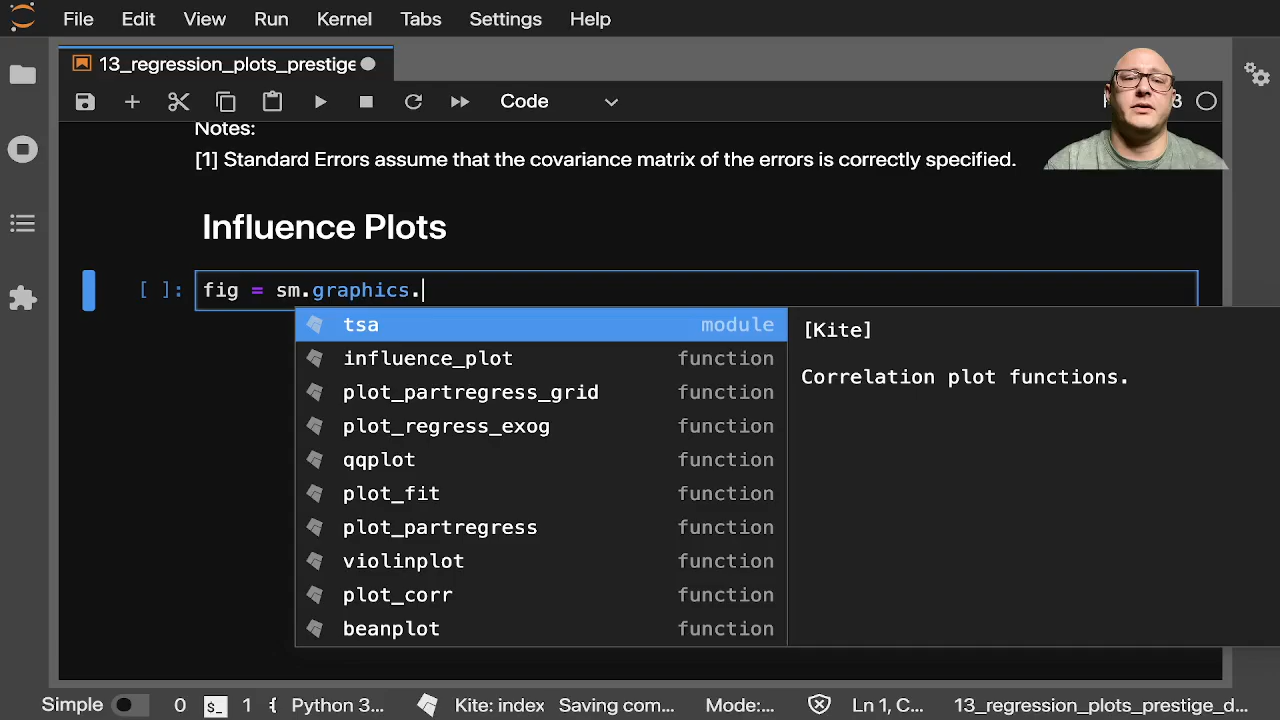 File Edit View Run Kernel Tabs Settings Help
13_regression_plots_prestige
Code
Notes:
[1] Standard Errors assume that the covariance matrix of the errors is correctly specified.
Influence Plots
[ ]: fig = sm.graphics.
tsa module
influence_plot function
plot_partregress_grid function
plot_regress_exog function
qqplot function
plot_fit function
plot_partregress function
violinplot function
plot_corr function
beanplot function
[Kite]
Correlation plot functions.
Simple 0 $_ 1 { Python 3... Kite: index Saving com... Mode:... Ln 1, C... 13_regression_plots_prestige_d...